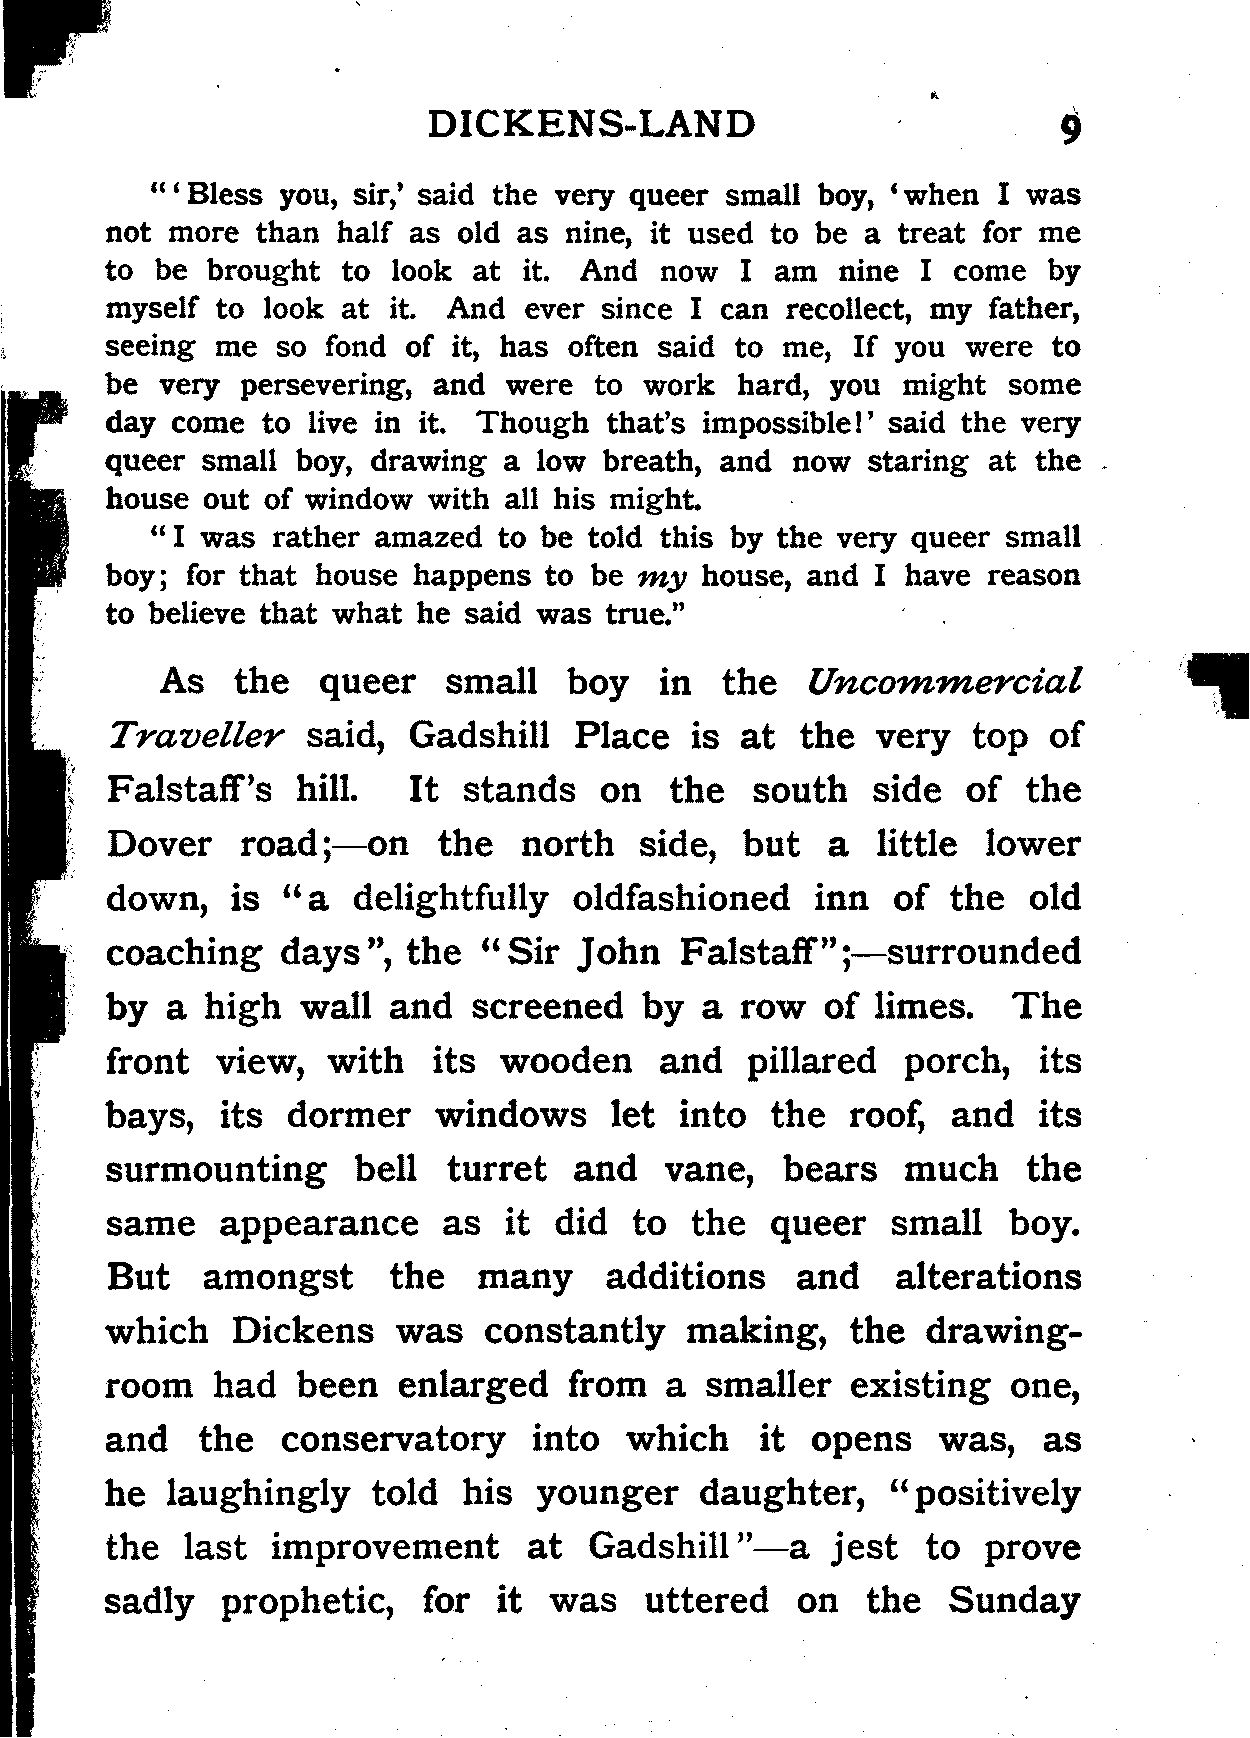 DICKENS-LAND 9
"'Bless you, sir,' said the very queer small boy, 'when I was
not more than half as old as nine, it used to be a treat for me
to be brought to look at it. And now I am nine I come by
myself to look at it. And ever since I can recollect, my father,
seeing me so fond of it, has often said to me, If you were to
be very persevering, and were to work hard, you might some
day come to live in it. Though that's impossible!' said the very
queer small boy, drawing a low breath, and now staring at the
house out of window with all his might.
"I was rather amazed to be told this by the very queer small
boy; for that house happens to be my house, and I have reason
to believe that what he said was true."
As the queer small boy in the Uncommercial
Traveller said, Gadshill Place is at the very top of
Falstaff's hill. It stands on the south side of the
Dover road;—on the north side, but a little lower
down, is "a delightfully oldfashioned inn of the old
coaching days", the "Sir John Falstaff";—surrounded
by a high wall and screened by a row of limes. The
front view, with its wooden and pillared porch, its
bays, its dormer windows let into the roof, and its
surmounting bell turret and vane, bears much the
same appearance as it did to the queer small boy.
But amongst the many additions and alterations
which Dickens was constantly making, the drawing-
room had been enlarged from a smaller existing one,
and the conservatory into which it opens was, as
he laughingly told his younger daughter, "positively
the last improvement at Gadshill"—a jest to prove
sadly prophetic, for it was uttered on the Sunday